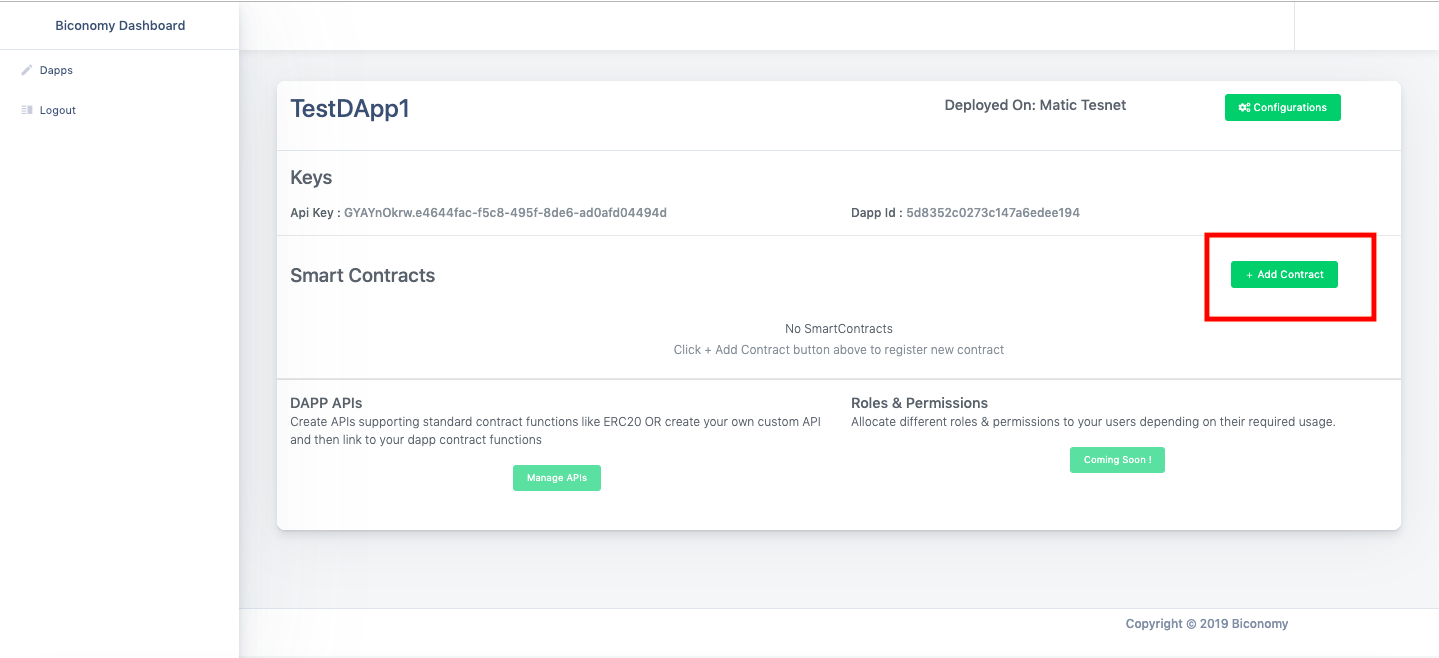 Biconomy Dashboard
Dapps
Logout
TestDApp1
Deployed On: Matic Tesnet
Configurations
Keys
Api Key : GYAYnOkrw.e4644fac-f5c8-495f-8de6-ad0afd04494d
Dapp Id : 5d8352c0273c147a6edee194
Smart Contracts
+ Add Contract
No SmartContracts
Click + Add Contract button above to register new contract
DAPP APIs
Create APIs supporting standard contract functions like ERC20 OR create your own custom API
and then link to your dapp contract functions
Manage APIs
Roles & Permissions
Allocate different roles & permissions to your users depending on their required usage.
Coming Soon !
Copyright © 2019 Biconomy